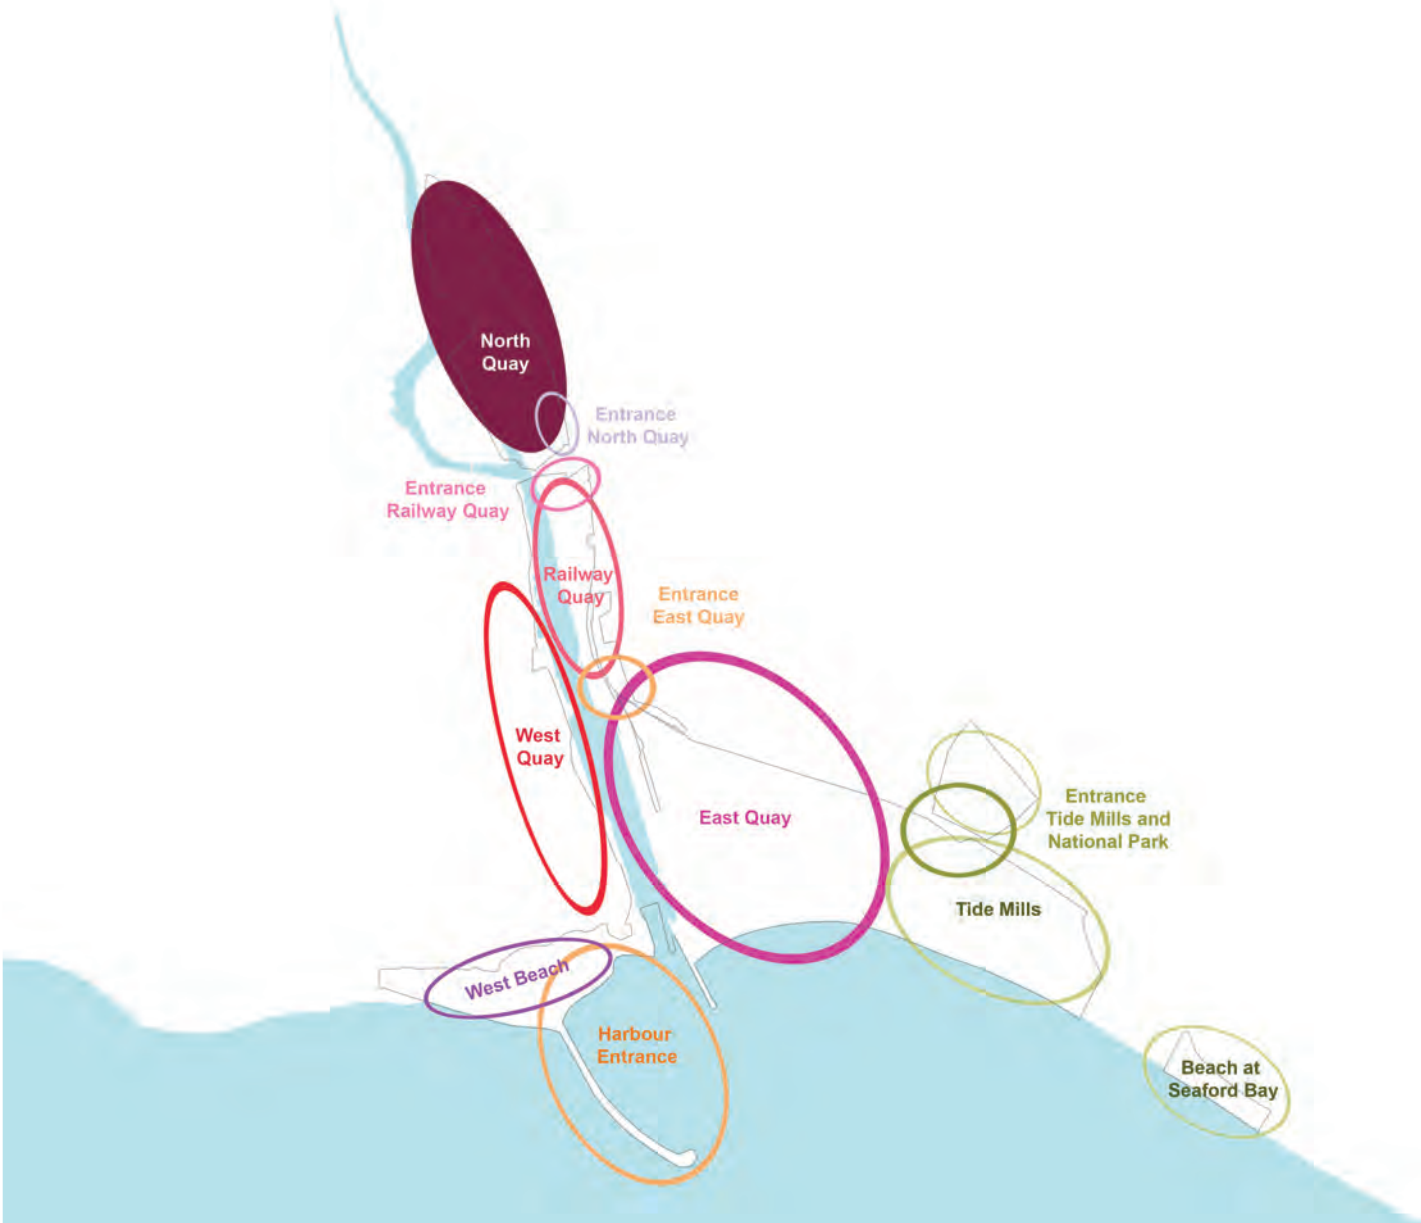 North
Quay
Entrance
North Quay
Entrance
Railway Quay
Railway
Quay
Entrance
East Quay
West
Quay
East Quay
Entrance
Tide Mills and
National Park
Tide Mills
West Beach
Harbour
Entrance
Beach at
Seaford Bay